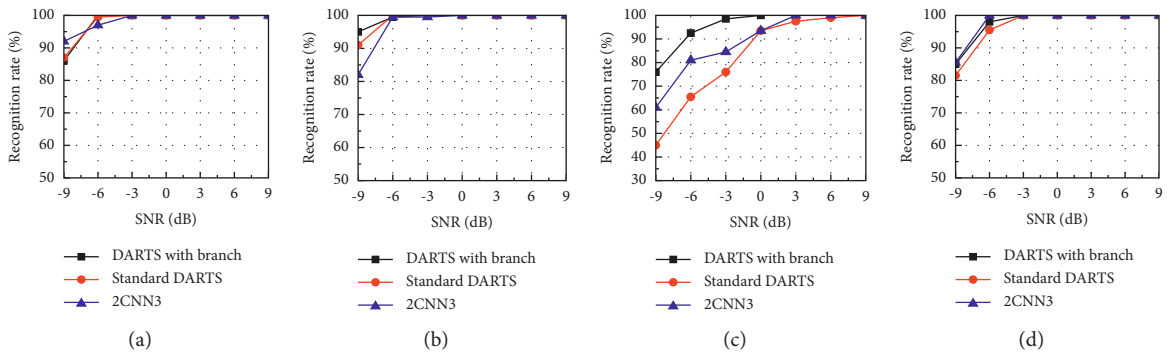 Recognition rate (%)
100
90
80
70
60
50
-9 -6 -3 0 3 6 9
SNR (dB)
DARTS with branch
Standard DARTS
2CNN3
(a)
Recognition rate (%)
100
90
80
70
60
50
-9 -6 -3 0 3 6 9
SNR (dB)
DARTS with branch
Standard DARTS
2CNN3
(b)
Recognition rate (%)
100
90
80
70
60
50
40
30
-9 -6 -3 0 3 6 9
SNR (dB)
DARTS with branch
Standard DARTS
2CNN3
(c)
Recognition rate (%)
100
90
80
70
60
50
-9 -6 -3 0 3 6 9
SNR (dB)
DARTS with branch
Standard DARTS
2CNN3
(d)